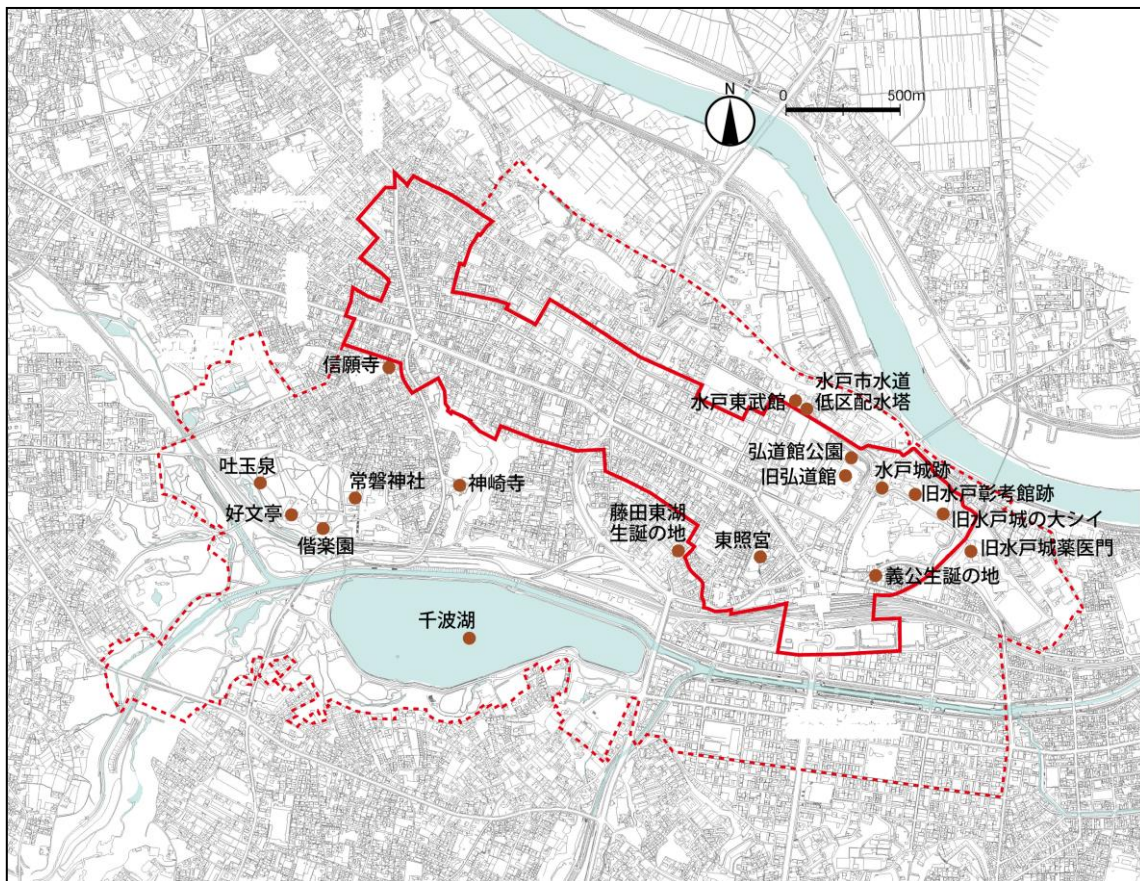 N
0
500m
信願寺
水戸市水道
低区配水塔
水戸東武館
弘道館公園
旧弘道館
水戸城跡
旧水戸彰考館跡
旧水戸城の大シイ
旧水戸城薬医門
義公生誕の地
吐玉泉
常磐神社
神崎寺
好文亭
偕楽園
藤田東湖
生誕の地
東照宮
千波湖